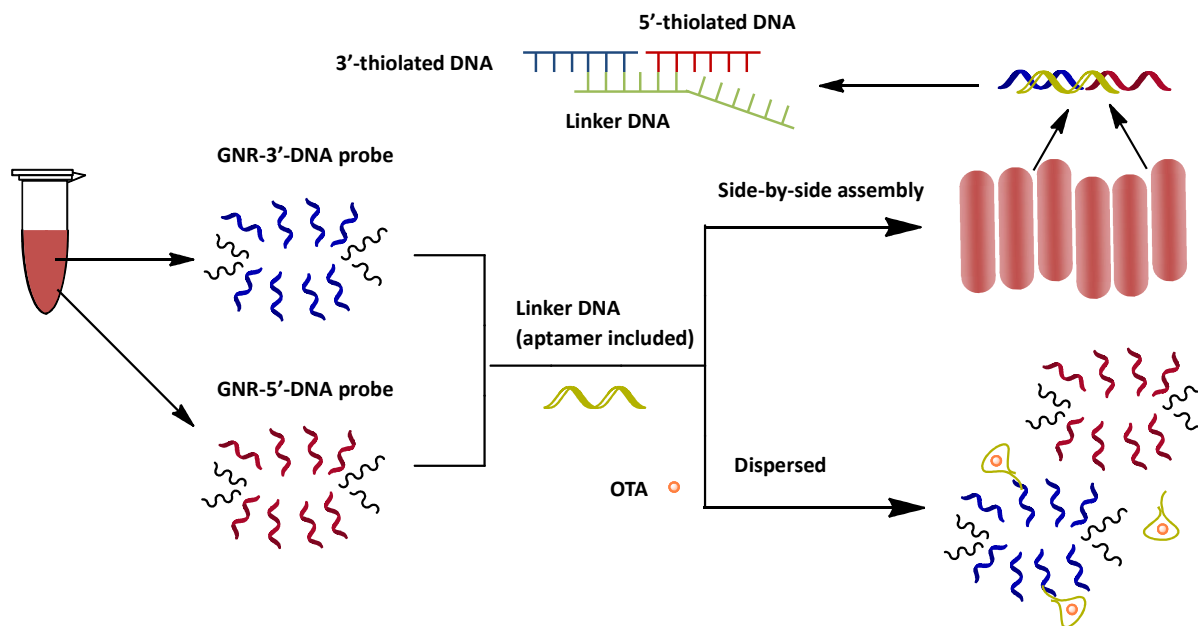 5’-thiolated DNA
3’-thiolated DNA
Linker DNA
GNR-3’-DNA probe
Side-by-side assembly
Linker DNA
(aptamer included)
GNR-5’-DNA probe
Dispersed
OTA